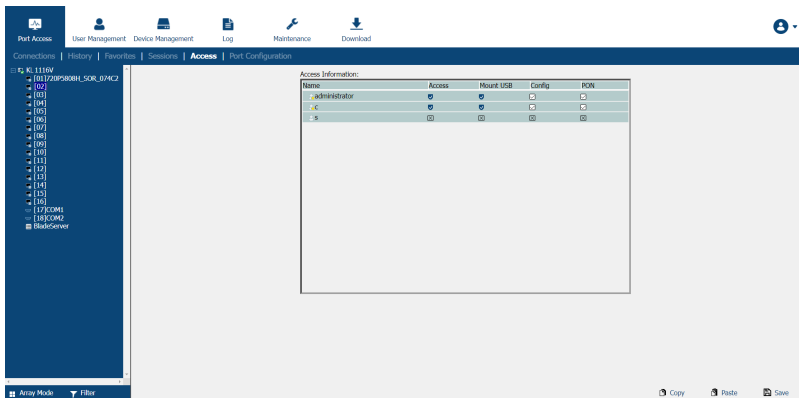 Port Access User Management Device Management Log Maintenance Download
Connections | History | Favorites | Sessions | Access | Port Configuration
KL1116V
[01]720P5808H_SOR_074C2
[02]
[03]
[04]
[05]
[06]
[07]
[08]
[09]
[10]
[11]
[12]
[13]
[14]
[15]
[16]
[17]COM1
[18]COM2
BladeServer
Access Information:
Name Access Mount USB Config PON
administrator
c
s
Array Mode Filter
Copy Paste Save